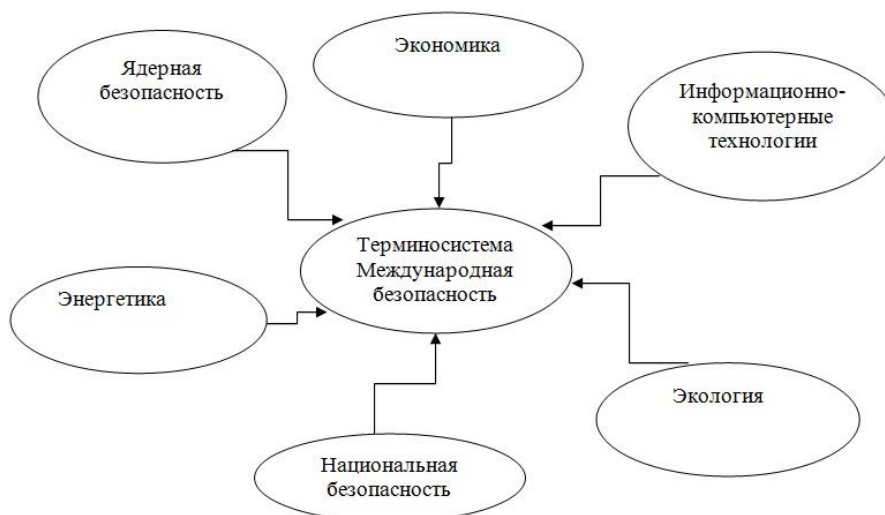 Ядерная
безопасность
Экономика
Информационно-
компьютерные
технологии
Терминосистема
Международная
безопасность
Энергетика
Экология
Национальная
безопасность